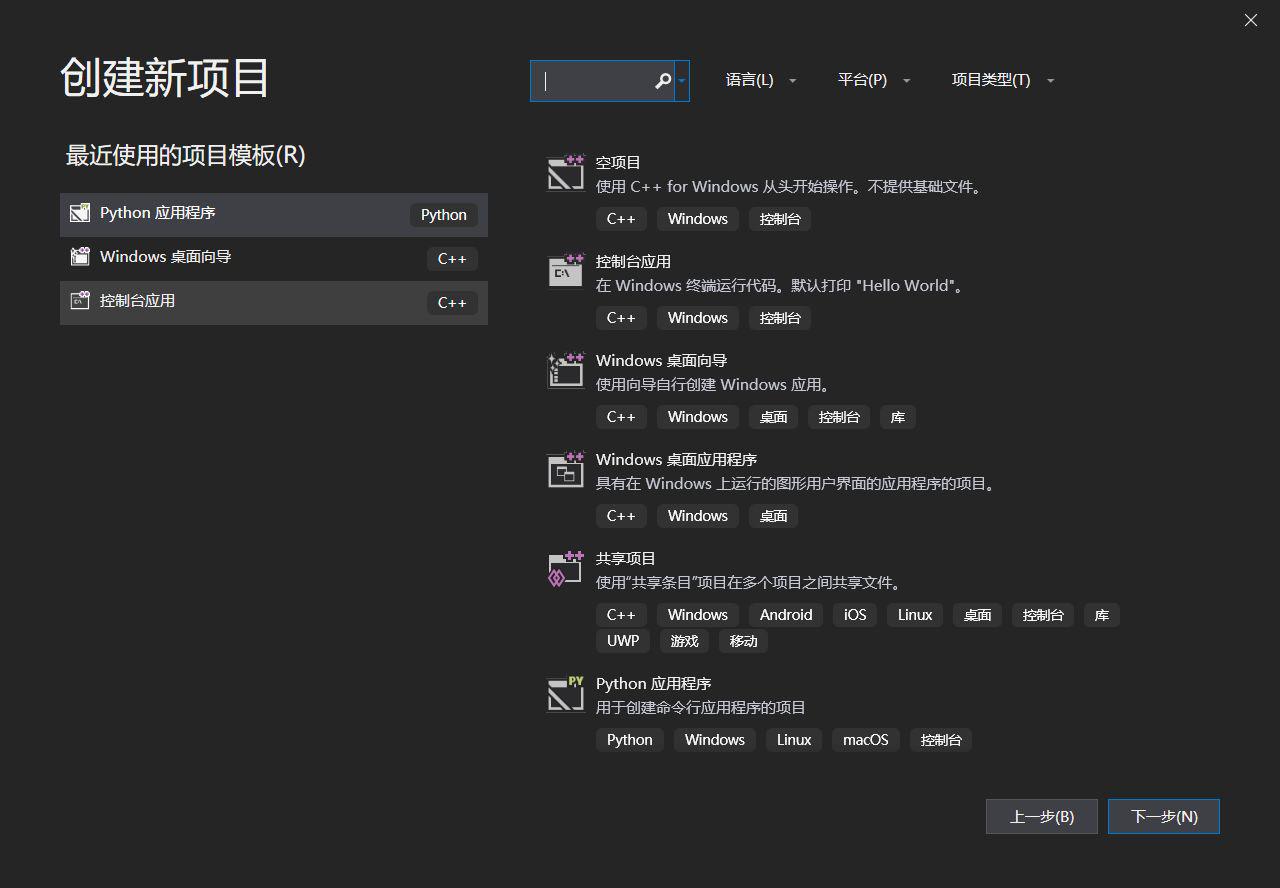 创建新项目
最近使用的项目模板(R)
Python 应用程序 Python
Windows 桌面向导 C++
控制台应用 C++
语言(L) 平台(P) 项目类型(T)
空项目
使用 C++ for Windows 从头开始操作。不提供基础文件。
C++ Windows 控制台
控制台应用
在 Windows 终端运行代码。默认打印 "Hello World"。
C++ Windows 控制台
Windows 桌面向导
使用向导自行创建 Windows 应用。
C++ Windows 桌面 控制台 库
Windows 桌面应用程序
具有在 Windows 上运行的图形用户界面的应用程序的项目。
C++ Windows 桌面
共享项目
使用“共享条目”项目在多个项目之间共享文件。
C++ Windows Android iOS Linux 桌面 控制台 库
UWP 游戏 移动
PY
Python 应用程序
用于创建命令行应用程序的项目
Python Windows Linux macOS 控制台
上一步(B) 下一步(N)